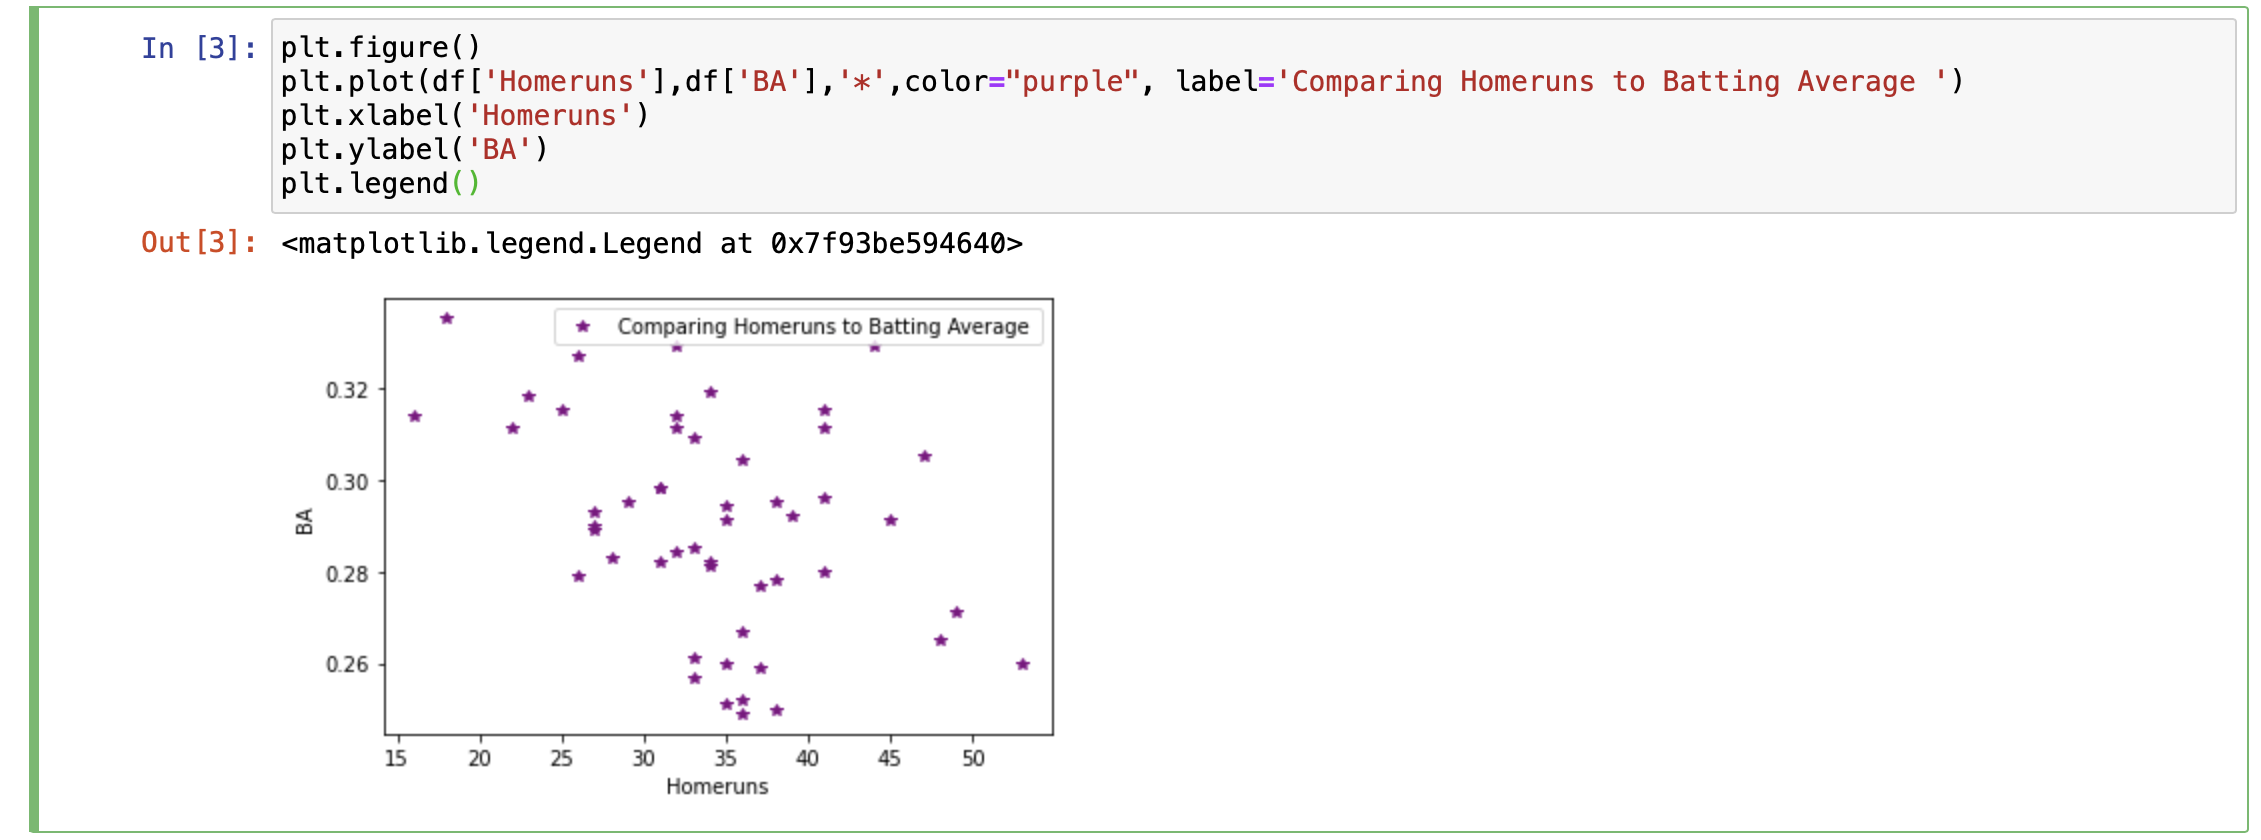 In [3]: plt.figure()
plt.plot(df['Homeruns'],df['BA'],'*',color="purple", label='Comparing Homeruns to Batting Average ')
plt.xlabel('Homeruns')
plt.ylabel('BA')
plt.legend()
Out[3]: <matplotlib.legend.Legend at 0x7f93be594640>
Comparing Homeruns to Batting Average
0.32
0.30
0.28
0.26
BA
15 20 25 30 35 40 45 50
Homeruns